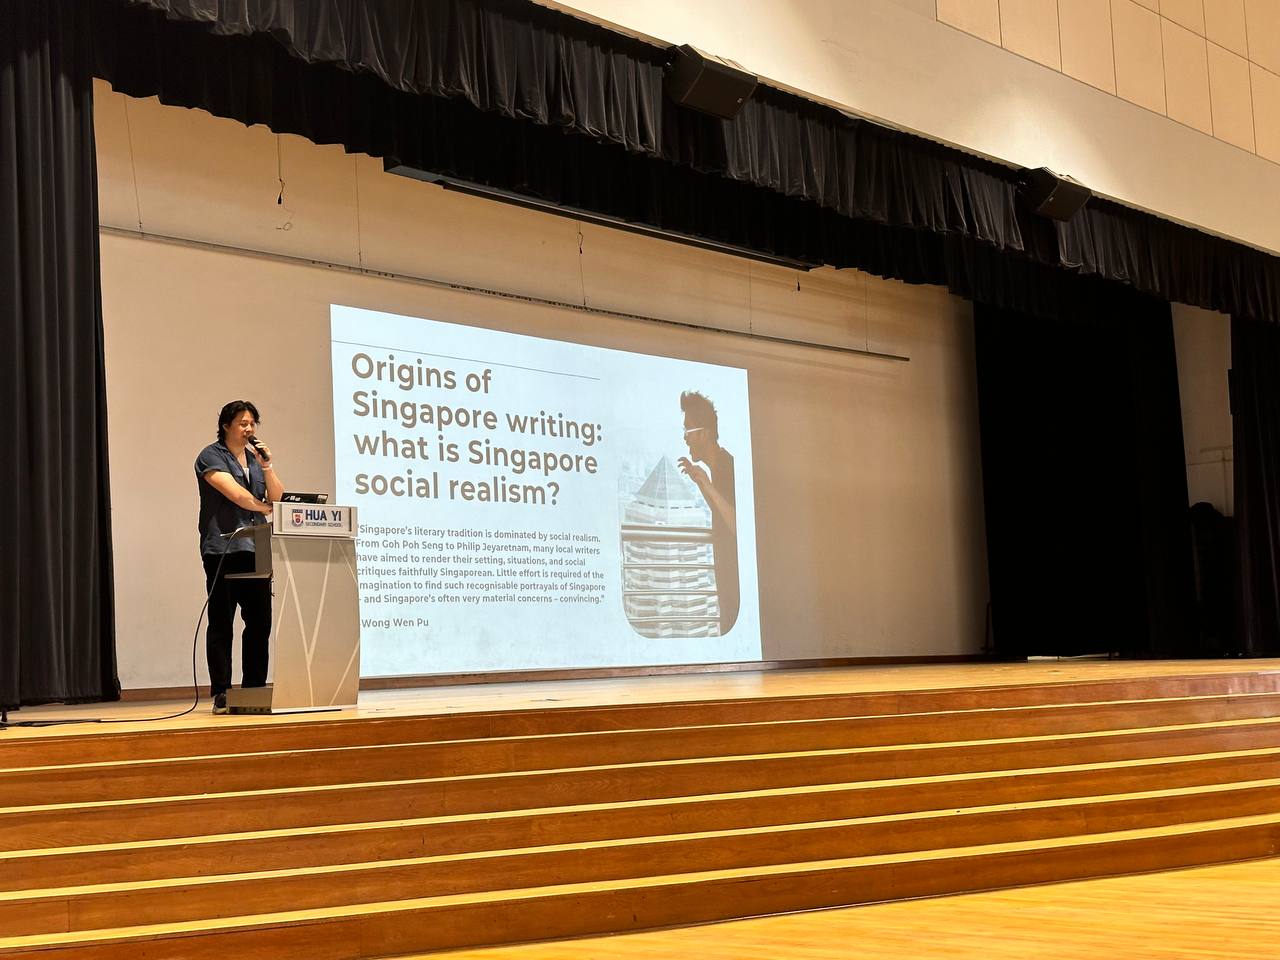 Origins of
Singapore writing:
what is Singapore
social realism?
"Singapore's literary tradition is dominated by social realism.
From Goh Poh Seng to Philip Jeyaretnam, many local writers
have aimed to render their setting, situations, and social
critiques faithfully Singaporean. Little effort is required of the
imagination to find such recognisable portrayals of Singapore
– and Singapore's often very material concerns – convincing."
-Wong Wen Pu
HUA YI
SECONDARY SCHOOL